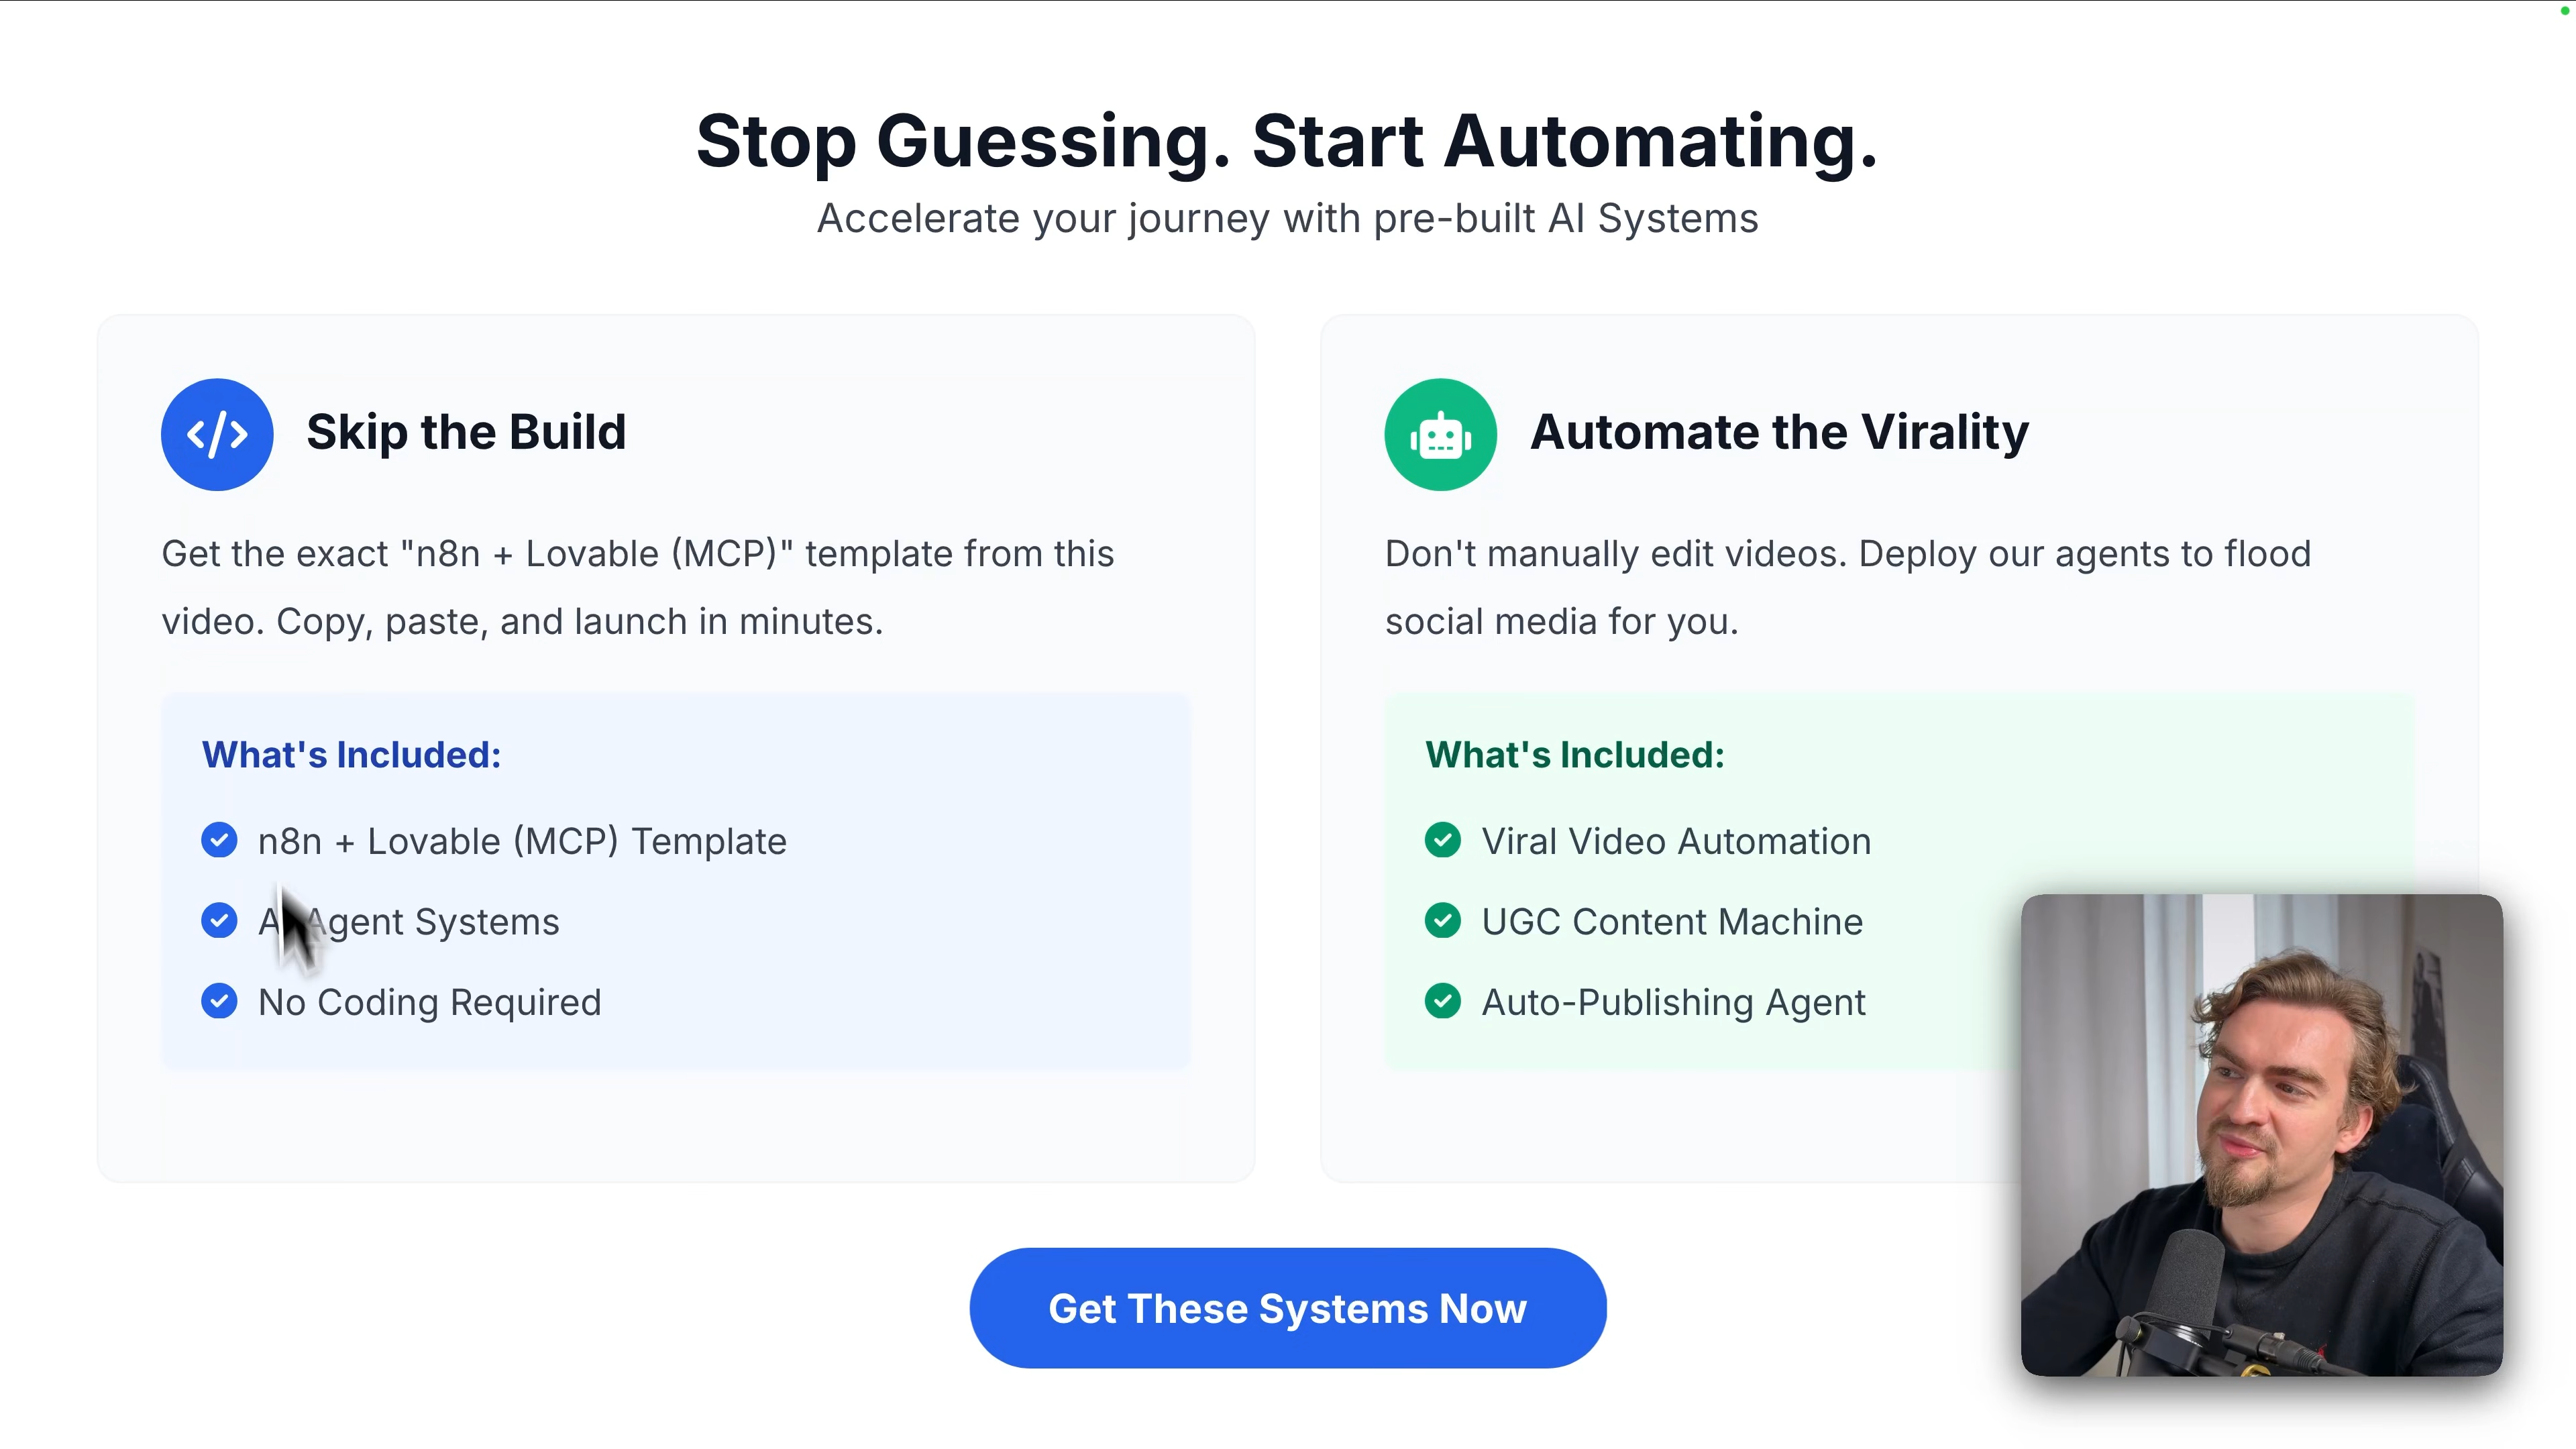 Stop Guessing. Start Automating.
Accelerate your journey with pre-built AI Systems
Skip the Build
Get the exact "n8n + Lovable (MCP)" template from this
video. Copy, paste, and launch in minutes.
What's Included:
n8n + Lovable (MCP) Template
AI Agent Systems
No Coding Required
Automate the Virality
Don't manually edit videos. Deploy our agents to flood
social media for you.
What's Included:
Viral Video Automation
UGC Content Machine
Auto-Publishing Agent
Get These Systems Now